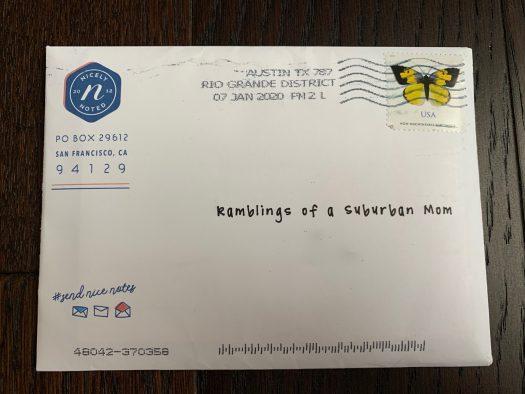 NICELY
20 n 12
NOTED
PO BOX 29612
SAN FRANCISCO, CA
94129
AUSTIN TX 787
RIO GRANDE DISTRICT
07 JAN 2020 PM 2 L
USA
Ramblings of a Suburban Mom
#send nice notes
48042-370358